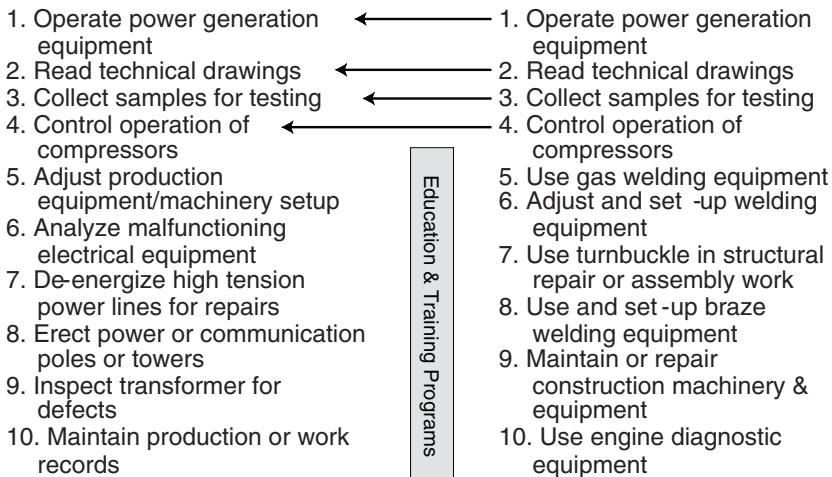 1. Operate power generation
equipment
2. Read technical drawings
3. Collect samples for testing
4. Control operation of
compressors
5. Adjust production
equipment/machinery setup
6. Analyze malfunctioning
electrical equipment
7. De-energize high tension
power lines for repairs
8. Erect power or communication
poles or towers
9. Inspect transformer for
defects
10. Maintain production or work
records
Education & Training Programs
1. Operate power generation
equipment
2. Read technical drawings
3. Collect samples for testing
4. Control operation of
compressors
5. Use gas welding equipment
6. Adjust and set -up welding
equipment
7. Use turnbuckle in structural
repair or assembly work
8. Use and set-up braze
welding equipment
9. Maintain or repair
construction machinery &
equipment
10. Use engine diagnostic
equipment